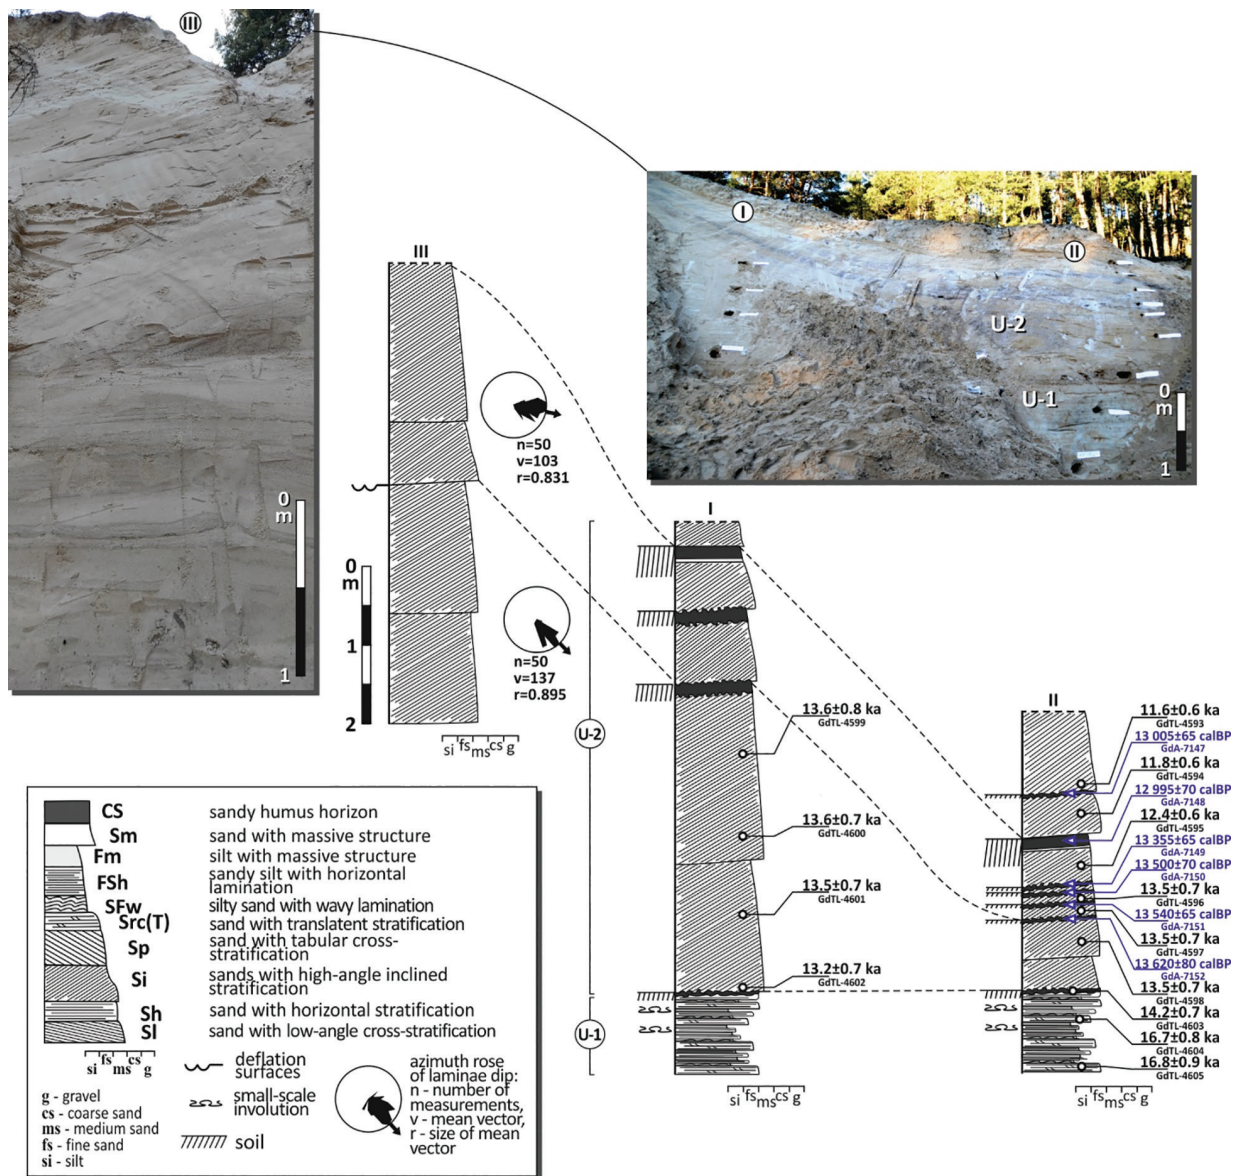 III
I
II
U-2
U-1
0
m
1
0
m
1
III
n=50
v=103
r=0.831
0
m
1
2
n=50
v=137
r=0.895
si fs ms cs g
I
U-2
U-1
13.6±0.8 ka
GdTL-4599
13.6±0.7 ka
GdTL-4600
13.5±0.7 ka
GdTL-4601
13.2±0.7 ka
GdTL-4602
si fs ms cs g
II
11.6±0.6 ka
GdTL-4593
13 005±65 calBP
GdA-7147
11.8±0.6 ka
GdTL-4594
12 995±70 calBP
GdA-7148
12.4±0.6 ka
GdTL-4595
13 355±65 calBP
GdA-7149
13 500±70 calBP
GdA-7150
13.5±0.7 ka
GdTL-4596
13 540±65 calBP
GdA-7151
13.5±0.7 ka
GdTL-4597
13 620±80 calBP
GdA-7152
13.5±0.7 ka
GdTL-4598
14.2±0.7 ka
GdTL-4603
16.7±0.8 ka
GdTL-4604
16.8±0.9 ka
GdTL-4605
si fs ms cs g
CS sandy humus horizon
Sm sand with massive structure
Fm silt with massive structure
FSh sandy silt with horizontal
lamination
SFw silty sand with wavy lamination
Src(T) sand with translatent stratification
Sp sand with tabular cross-
stratification
Si sands with high-angle inclined
stratification
Sh sand with horizontal stratification
Sl sand with low-angle cross-stratification
si fs ms cs g
g - gravel
cs - coarse sand
ms - medium sand
fs - fine sand
si - silt
deflation
surfaces
small-scale
involution
soil
azimuth rose
of laminae dip:
n - number of
measurements,
v - mean vector,
r - size of mean
vector